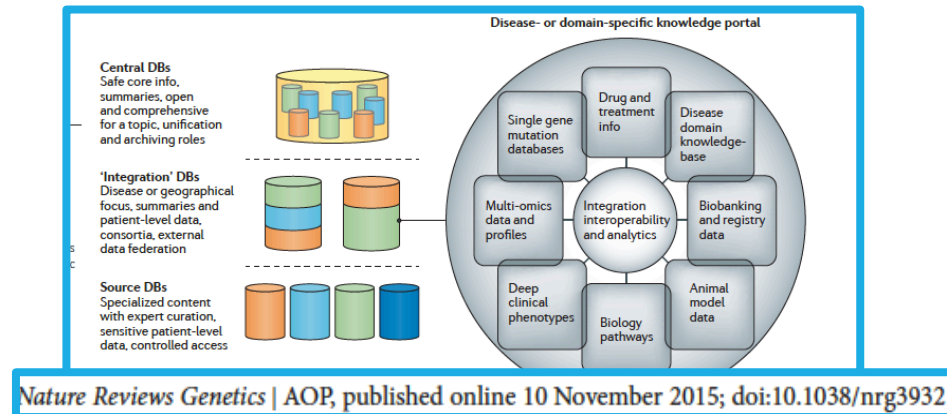 Disease- or domain-specific knowledge portal
Central DBs
Safe core info,
summaries, open
and comprehensive
for a topic, unification
and archiving roles
'Integration' DBs
Disease or geographical
focus, summaries and
patient-level data,
consortia, external
data federation
Source DBs
Specialized content
with expert curation,
sensitive patient-level
data, controlled access
Drug and
treatment
info
Single gene
mutation
databases
Disease
domain
knowledge-
base
Multi-omics
data and
profiles
Integration
interoperability
and analytics
Biobanking
and registry
data
Deep
clinical
phenotypes
Biology
pathways
Animal
model
data
s
c
Nature Reviews Genetics | AOP, published online 10 November 2015; doi:10.1038/nrg3932